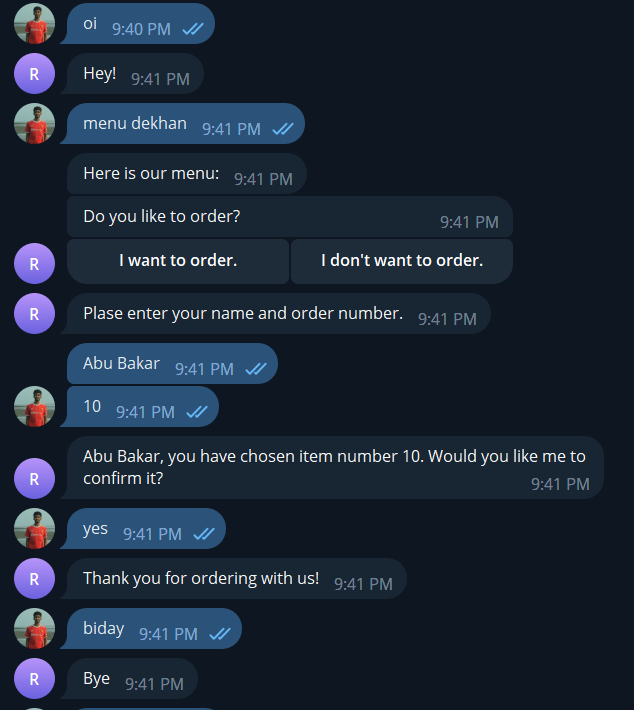 oi 9:40 PM
R
Hey! 9:41 PM
menu dekhan 9:41 PM
Here is our menu: 9:41 PM
Do you like to order? 9:41 PM
R
I want to order. I don't want to order.
R
Plase enter your name and order number. 9:41 PM
Abu Bakar 9:41 PM
10 9:41 PM
Abu Bakar, you have chosen item number 10. Would you like me to
R
confirm it? 9:41 PM
yes 9:41 PM
R
Thank you for ordering with us! 9:41 PM
biday 9:41 PM
R
Bye 9:41 PM